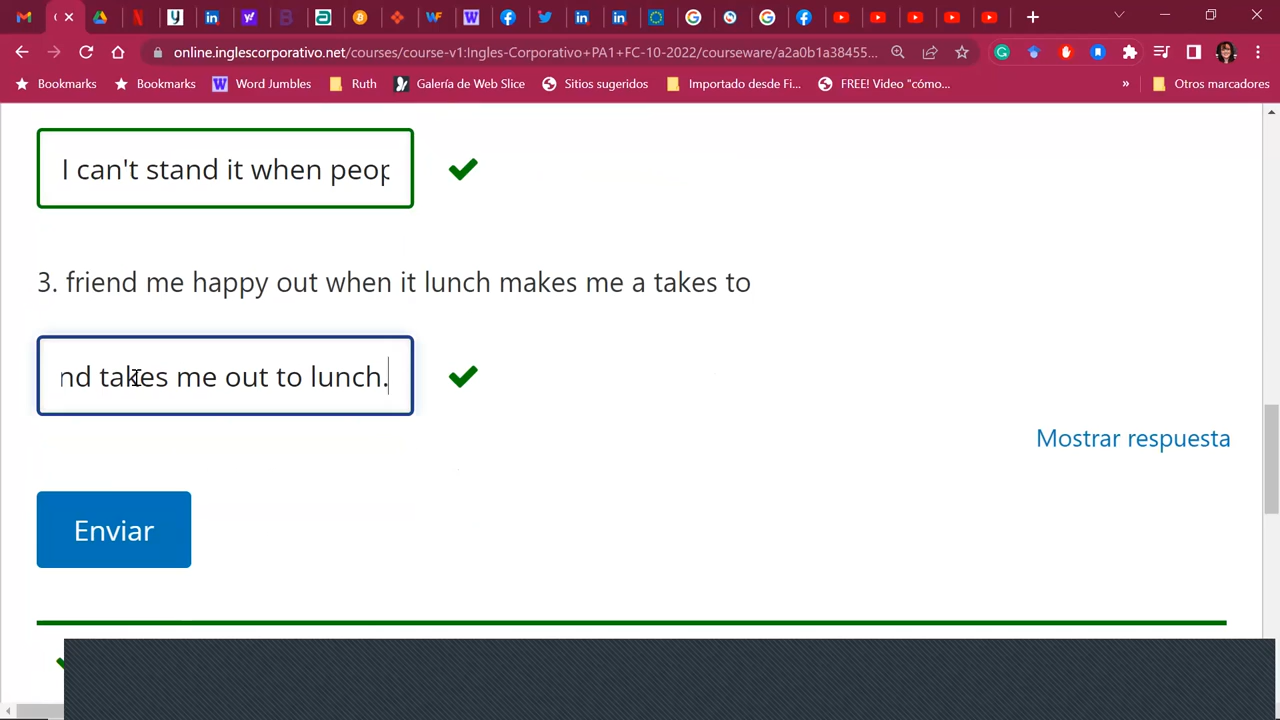 online.inglescorporativo.net/courses/course-v1:Ingles-Corporativo+PA1+FC-10-2022/courseware/a2a0b1a38455...
Bookmarks
Bookmarks
Word Jumbles
Ruth
Galería de Web Slice
Sitios sugeridos
Importado desde Fi...
FREE! Video "cómo...
»
Otros marcadores
I can't stand it when peop
3. friend me happy out when it lunch makes me a takes to
nd takes me out to lunch.
Mostrar respuesta
Enviar